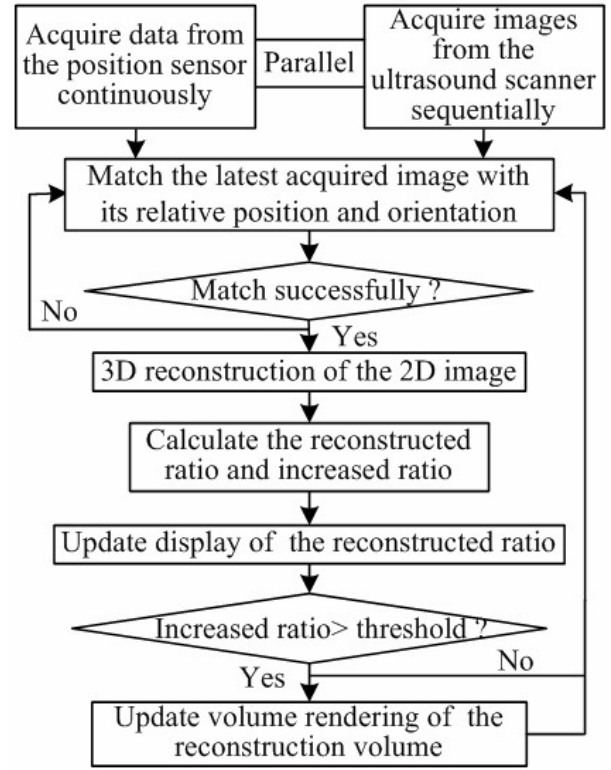 Acquire data from
the position sensor
continuously
Parallel
Acquire images
from the
ultrasound scanner
sequentially
Match the latest acquired image with
its relative position and orientation
Match successfully ?
No
Yes
3D reconstruction of the 2D image
Calculate the reconstructed
ratio and increased ratio
Update display of the reconstructed ratio
Increased ratio> threshold ?
No
Yes
Update volume rendering of the
reconstruction volume